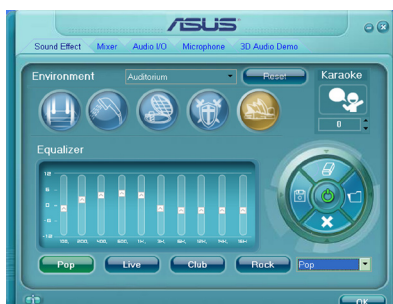 ASUS
Sound Effect Mixer Audio I/O Microphone 3D Audio Demo
Environment Auditorium Reset Karaoke
0
Equalizer
Pop Live Club Rock Pop
OK